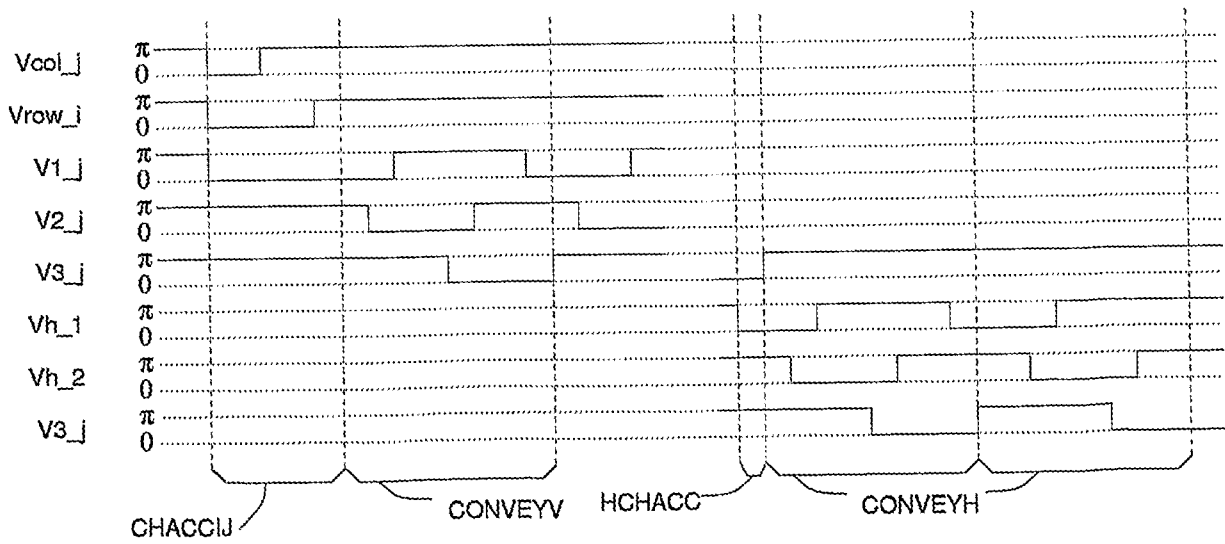 Vcol_j π
0
Vrow_i π
0
V1_j π
0
V2_j π
0
V3_j π
0
Vh_1 π
0
Vh_2 π
0
V3_j π
0
CHACCIJ
CONVEYV
HCHACC
CONVEYH